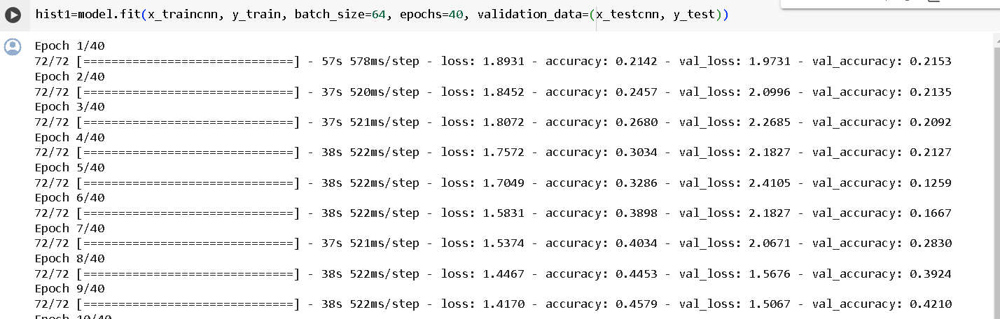 hist1=model.fit(x_traincnn, y_train, batch_size=64, epochs=40, validation_data=(x_testcnn, y_test))
Epoch 1/40
72/72 [==============================] - 57s 578ms/step - loss: 1.8931 - accuracy: 0.2142 - val_loss: 1.9731 - val_accuracy: 0.2153
Epoch 2/40
72/72 [==============================] - 37s 520ms/step - loss: 1.8452 - accuracy: 0.2457 - val_loss: 2.0996 - val_accuracy: 0.2135
Epoch 3/40
72/72 [==============================] - 37s 521ms/step - loss: 1.8072 - accuracy: 0.2680 - val_loss: 2.2685 - val_accuracy: 0.2092
Epoch 4/40
72/72 [==============================] - 38s 522ms/step - loss: 1.7572 - accuracy: 0.3034 - val_loss: 2.1827 - val_accuracy: 0.2127
Epoch 5/40
72/72 [==============================] - 38s 522ms/step - loss: 1.7049 - accuracy: 0.3286 - val_loss: 2.4105 - val_accuracy: 0.1259
Epoch 6/40
72/72 [==============================] - 38s 522ms/step - loss: 1.5831 - accuracy: 0.3898 - val_loss: 2.1827 - val_accuracy: 0.1667
Epoch 7/40
72/72 [==============================] - 37s 521ms/step - loss: 1.5374 - accuracy: 0.4034 - val_loss: 2.0671 - val_accuracy: 0.2830
Epoch 8/40
72/72 [==============================] - 38s 522ms/step - loss: 1.4467 - accuracy: 0.4453 - val_loss: 1.5676 - val_accuracy: 0.3924
Epoch 9/40
72/72 [==============================] - 38s 522ms/step - loss: 1.4170 - accuracy: 0.4579 - val_loss: 1.5067 - val_accuracy: 0.4210
Epoch 10/40